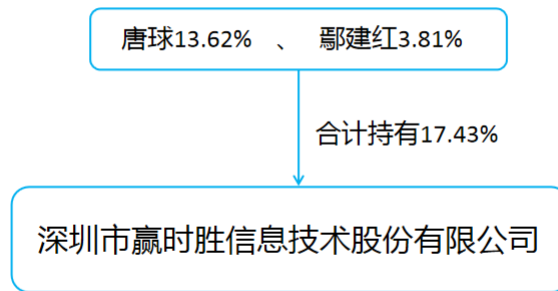 唐球13.62% 、 鄢建红3.81%
合计持有17.43%
深圳市赢时胜信息技术股份有限公司